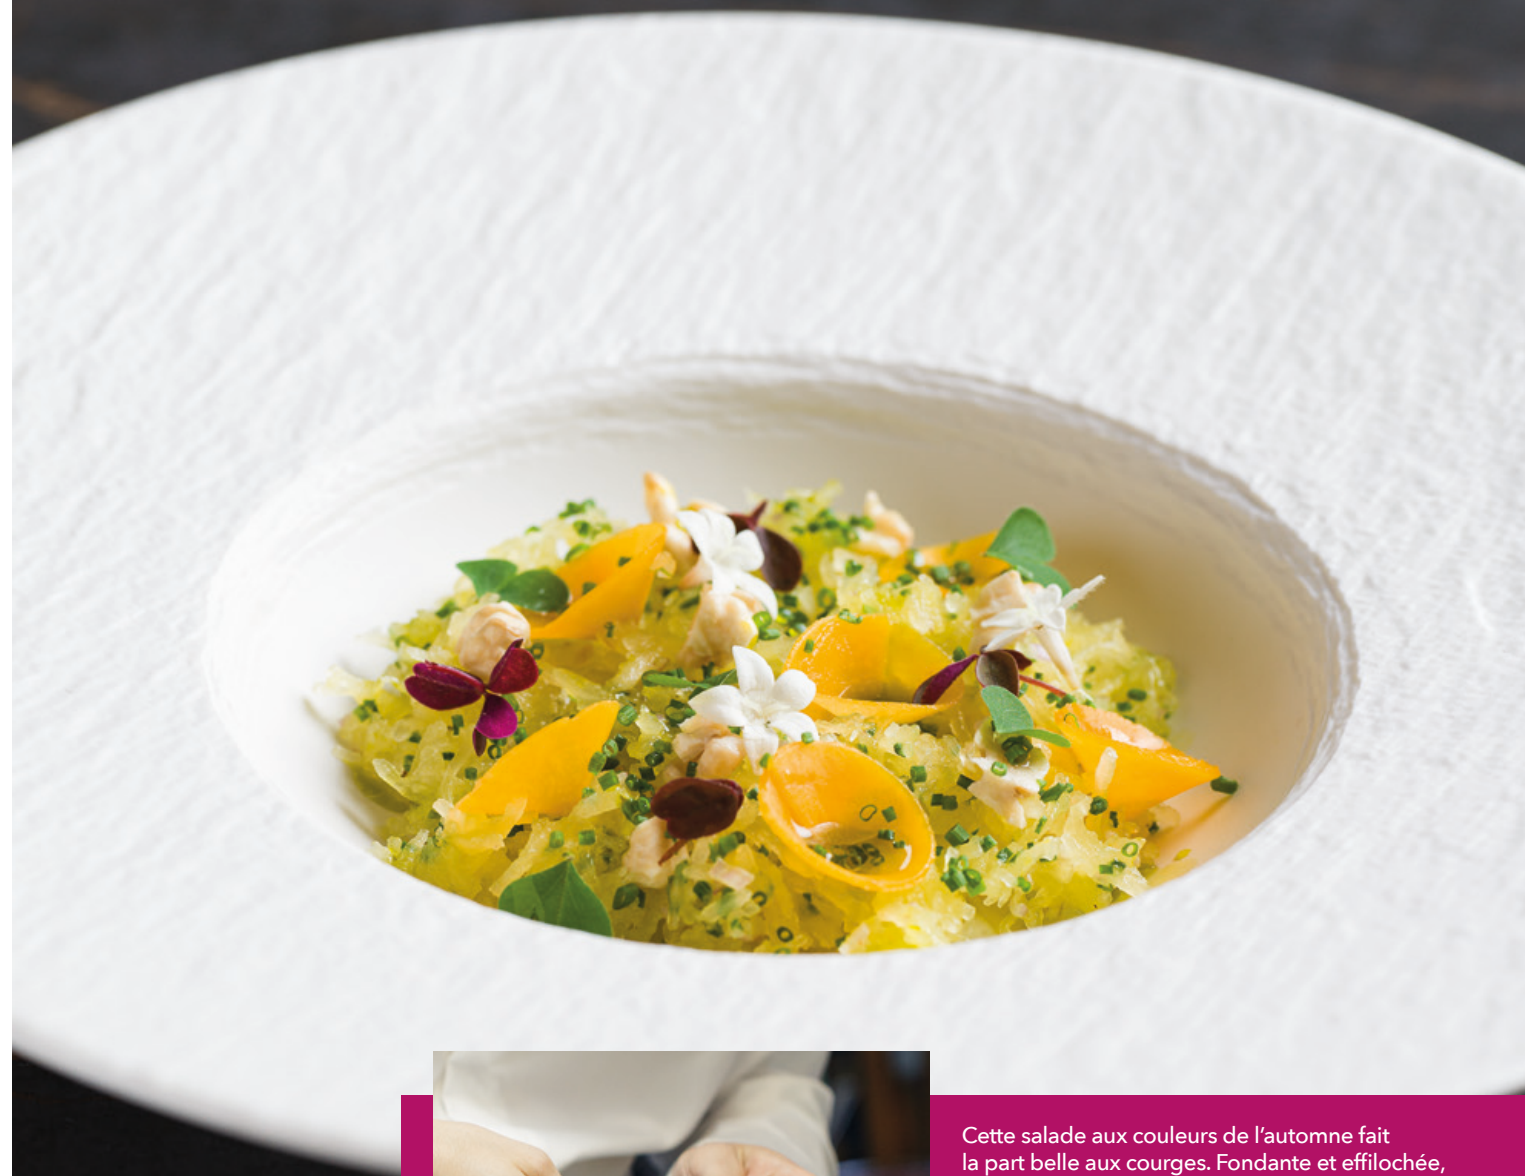 Cette salade aux couleurs de l’automne fait
la part belle aux courges. Fondante et effilochée,